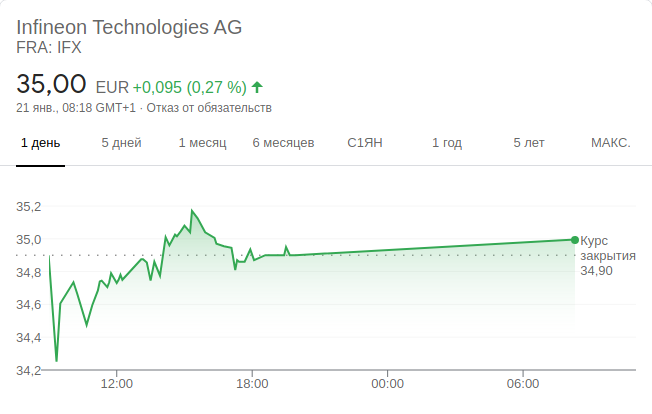 Infineon Technologies AG
FRA: IFX
35,00 EUR +0,095 (0,27 %)
21 янв., 08:18 GMT+1 · Отказ от обязательств
1 день 5 дней 1 месяц 6 месяцев С1ЯН 1 год 5 лет МАКС.
35,2
35,0
34,8
34,6
34,4
34,2
Курс
закрытия
34,90
12:00 18:00 00:00 06:00